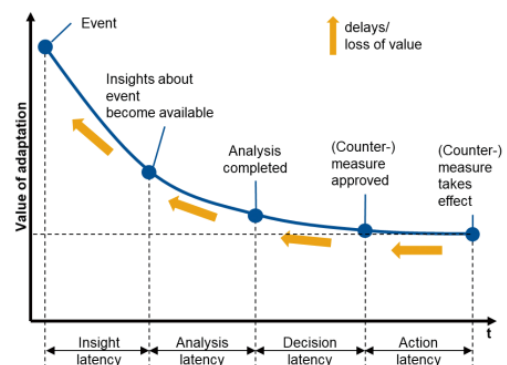 Event
delays/
loss of value
Insights about
event
become available
Analysis
completed
(Counter-)
measure
approved
(Counter-)
measure
takes
effect
Value of adaptation
t
Insight
latency
Analysis
latency
Decision
latency
Action
latency